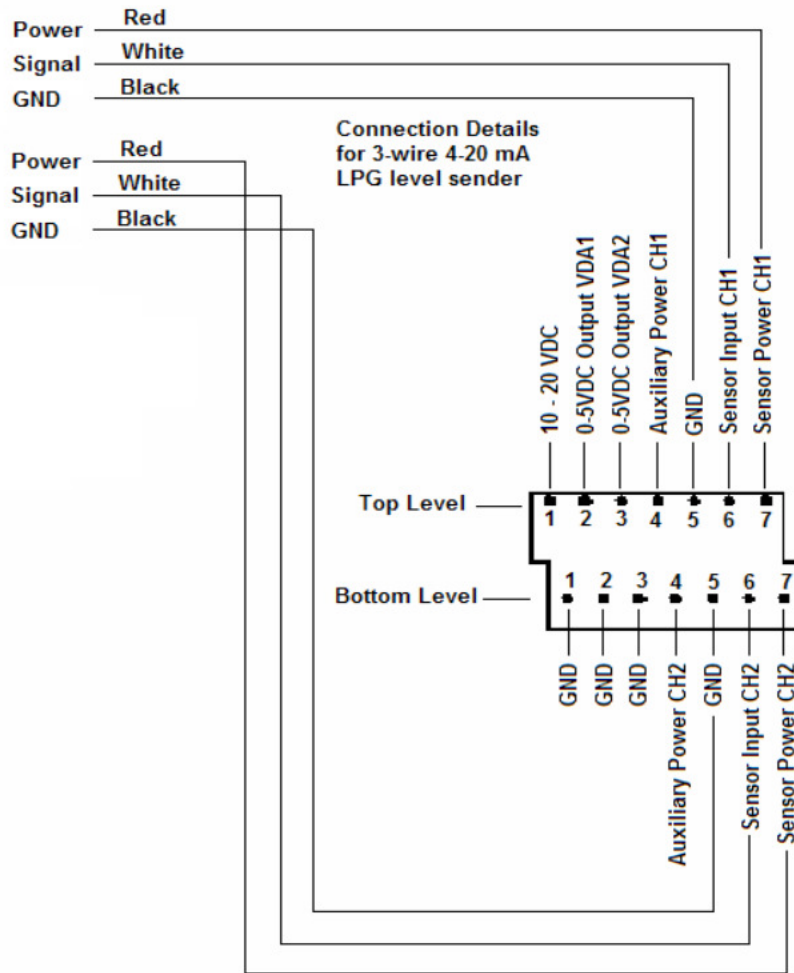 Power Red
Signal White
GND Black
Connection Details
for 3-wire 4-20 mA
LPG level sender
Power Red
Signal White
GND Black
10 - 20 VDC
0-5VDC Output VDA1
0-5VDC Output VDA2
Auxiliary Power CH1
GND
Sensor Input CH1
Sensor Power CH1
Top Level
1 2 3 4 5 6 7
Bottom Level
1 2 3 4 5 6 7
GND
GND
GND
Auxiliary Power CH2
GND
Sensor Input CH2
Sensor Power CH2